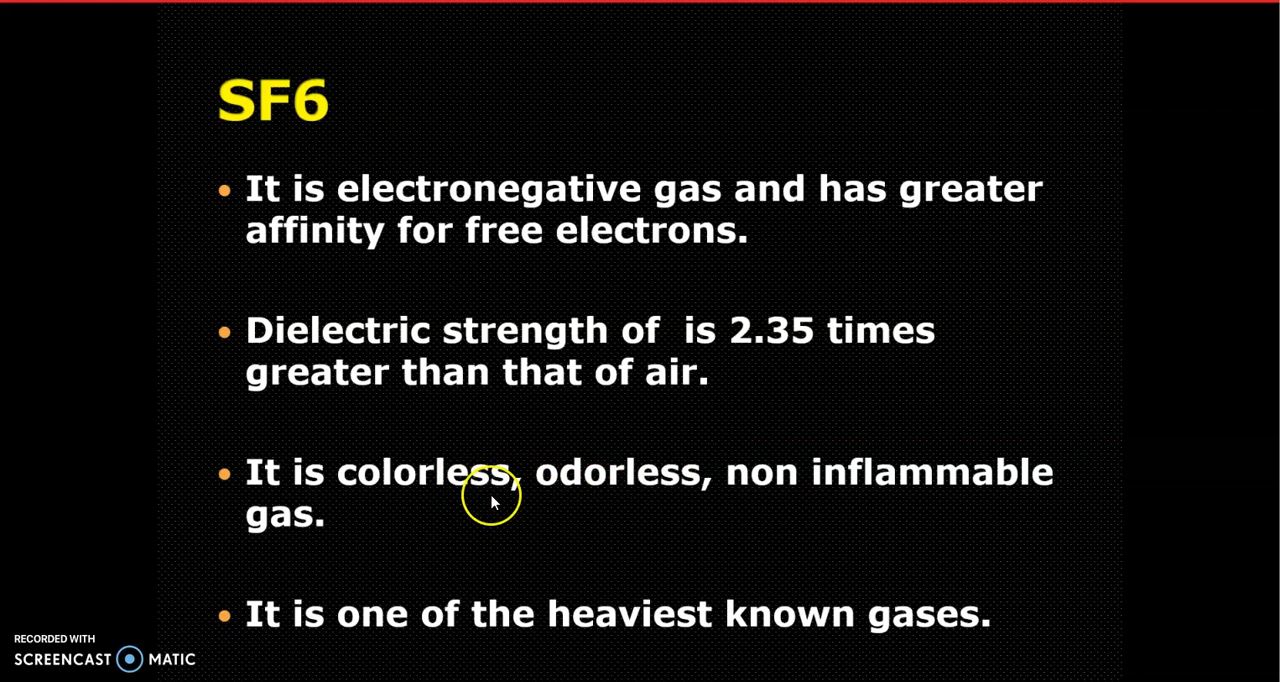 SF6
• It is electronegative gas and has greater
affinity for free electrons.
• Dielectric strength of  is 2.35 times
greater than that of air.
• It is colorless, odorless, non inflammable
gas.
• It is one of the heaviest known gases.
RECORDED WITH
SCREENCAST MATIC